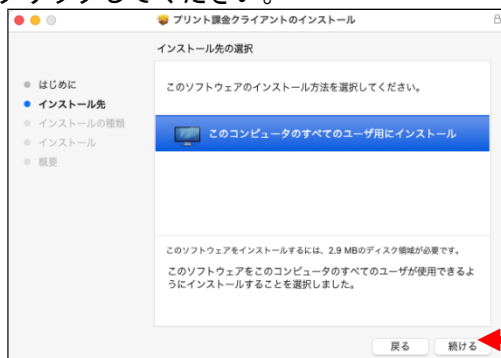 クリックしてください。
プリント課金クライアントのインストール
インストール先の選択
はじめに
インストール先
インストールの種類
インストール
概要
このソフトウェアのインストール方法を選択してください。
このコンピュータのすべてのユーザ用にインストール
このソフトウェアをインストールするには、2.9 MBのディスク領域が必要です。
このソフトウェアをこのコンピュータのすべてのユーザが使用できるよ
うにインストールすることを選択しました。
戻る
続ける